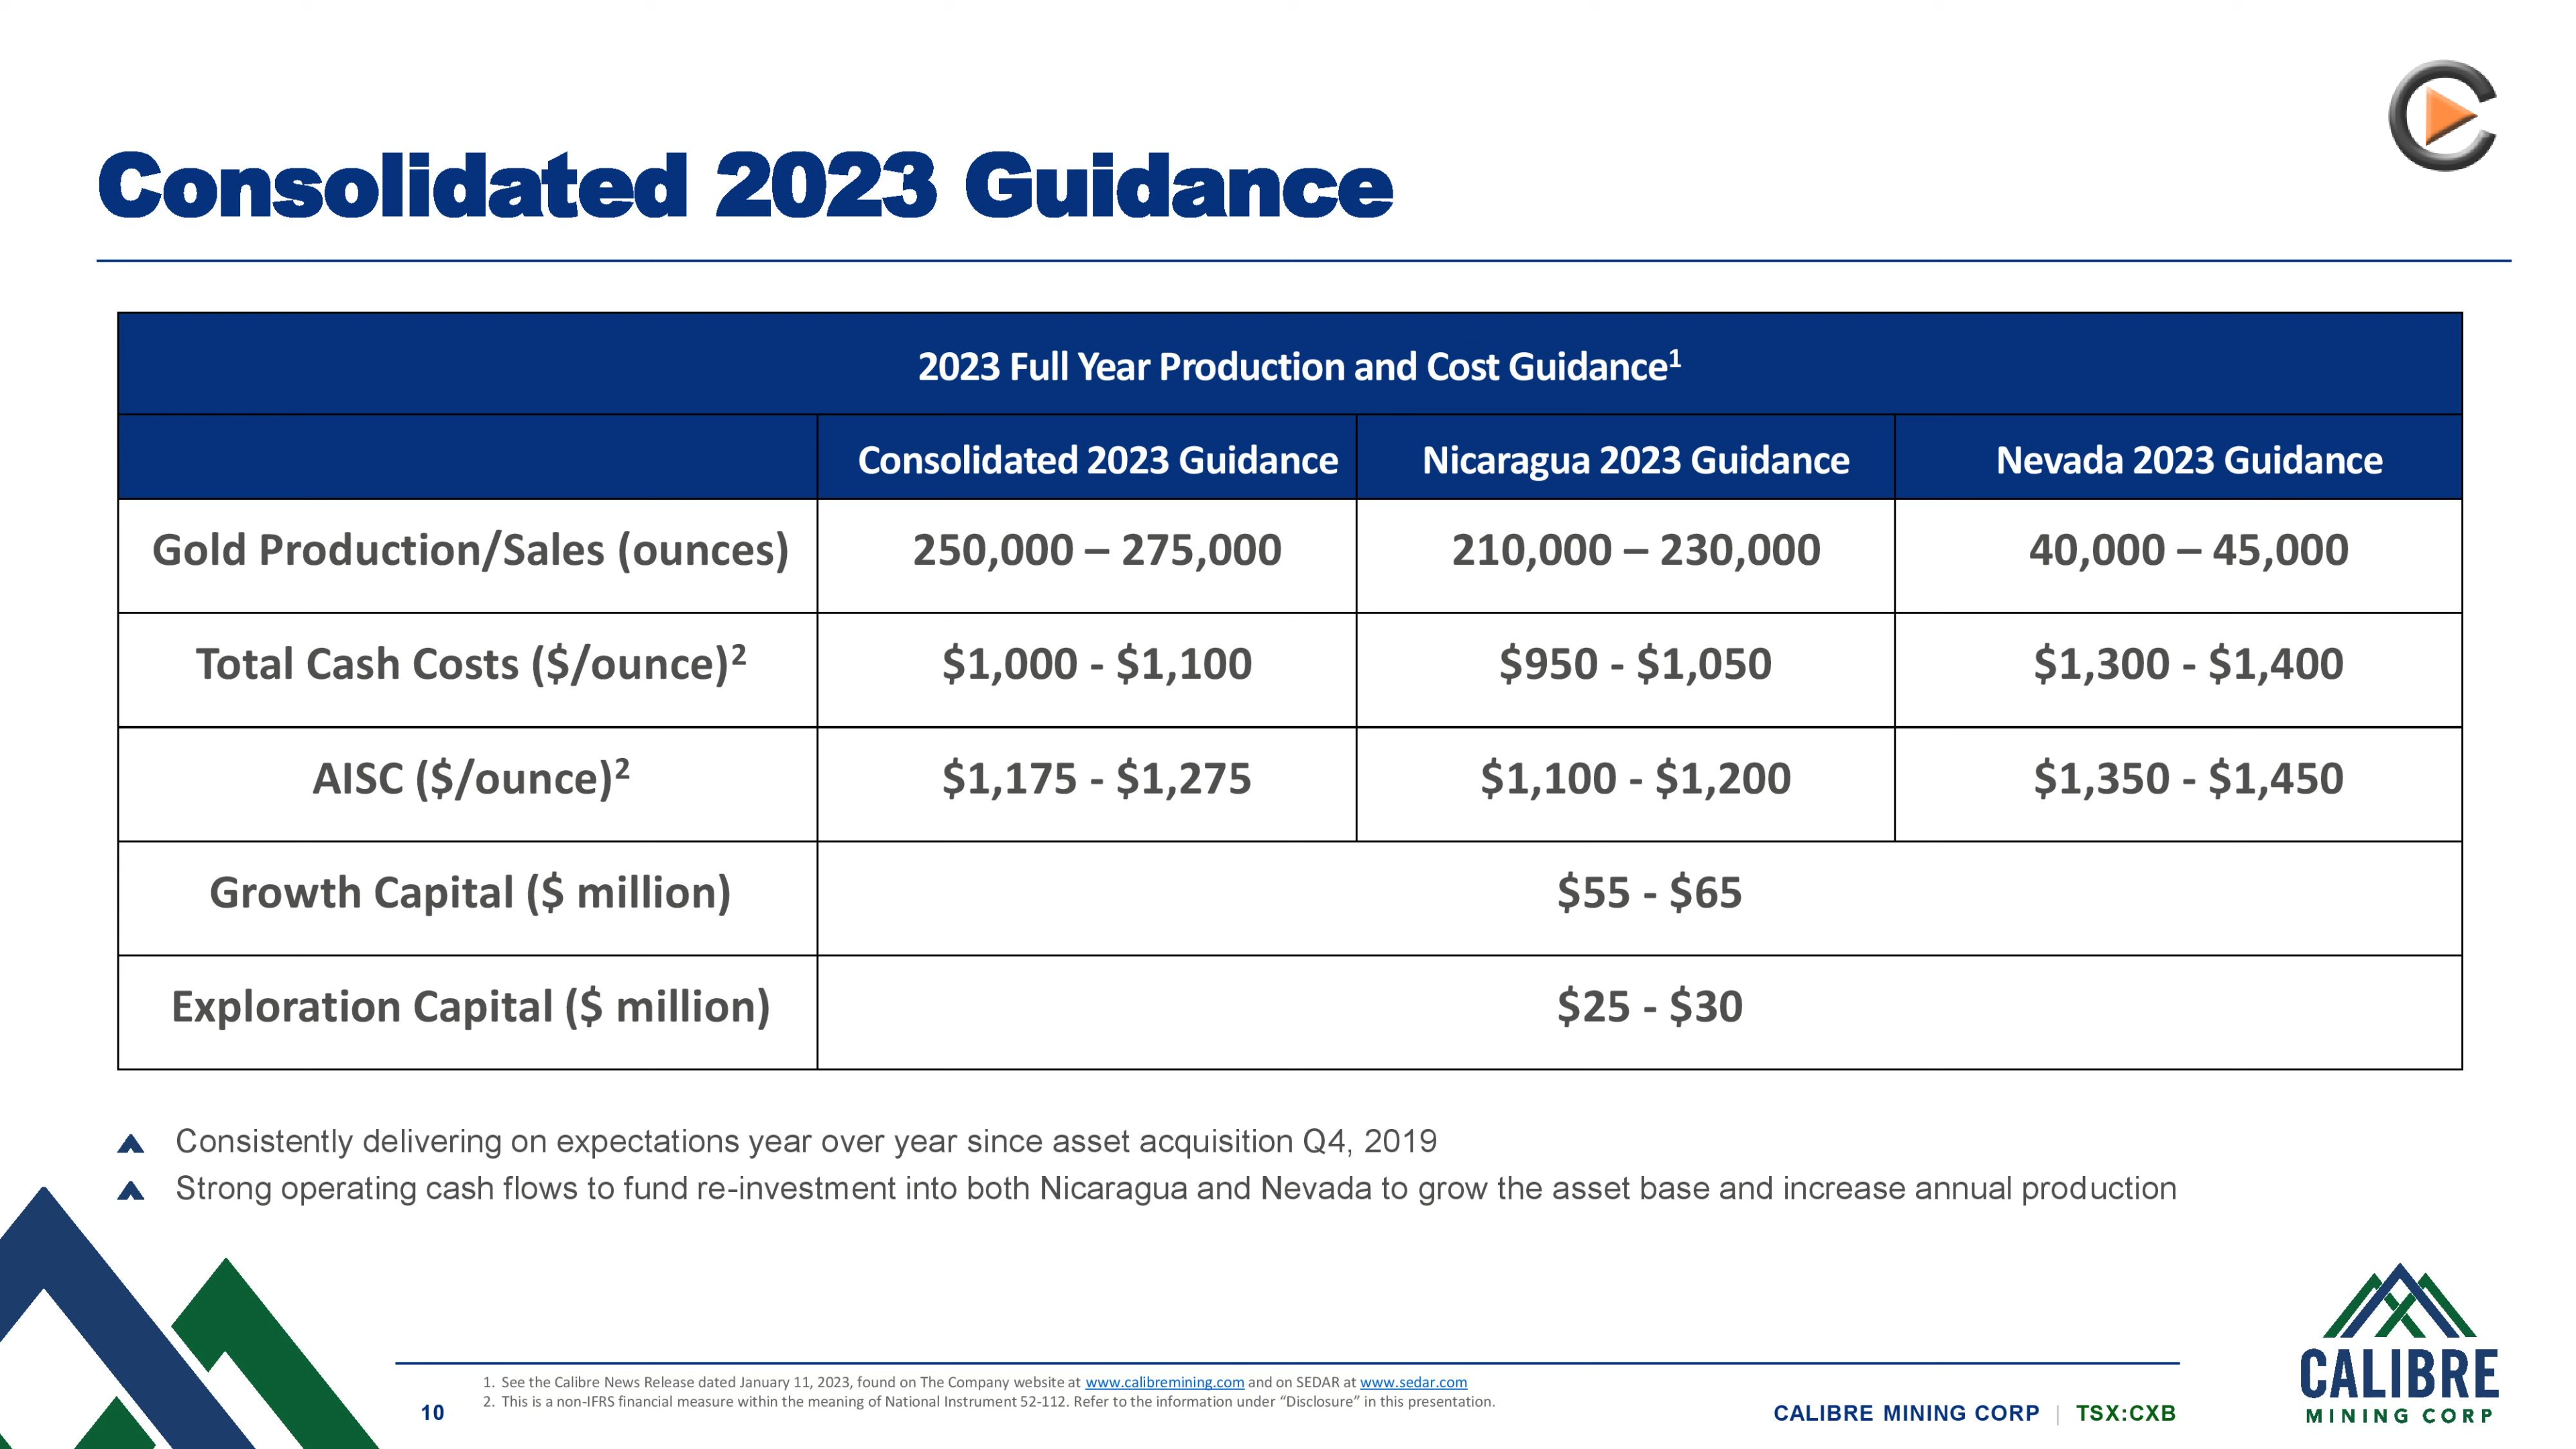 Consolidated 2023 Guidance
2023 Full Year Production and Cost Guidance¹
Consolidated 2023 Guidance Nicaragua 2023 Guidance Nevada 2023 Guidance
Gold Production/Sales (ounces) 250,000 – 275,000 210,000 – 230,000 40,000 – 45,000
Total Cash Costs ($/ounce)² $1,000 - $1,100 $950 - $1,050 $1,300 - $1,400
AISC ($/ounce)² $1,175 - $1,275 $1,100 - $1,200 $1,350 - $1,450
Growth Capital ($ million) $55 - $65
Exploration Capital ($ million) $25 - $30
Consistently delivering on expectations year over year since asset acquisition Q4, 2019
Strong operating cash flows to fund re-investment into both Nicaragua and Nevada to grow the asset base and increase annual production
1. See the Calibre News Release dated January 11, 2023, found on The Company website at www.calibremining.com and on SEDAR at www.sedar.com
2. This is a non-IFRS financial measure within the meaning of National Instrument 52-112. Refer to the information under “Disclosure” in this presentation.
10
CALIBRE MINING CORP | TSX:CXB
CALIBRE
MINING CORP